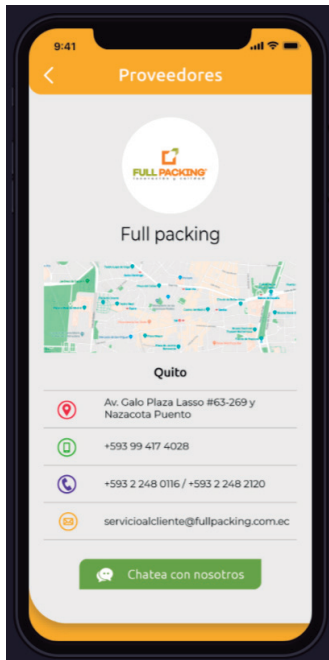 9:41
Proveedores
FULL PACKING
Full packing
Quito
Av. Galo Plaza Lasso #63-269 y
Nazacota Puento
+593 99 417 4028
+593 2 248 0116 / +593 2 248 2120
servicioalcliente@fullpacking.com.ec
Chatea con nosotros